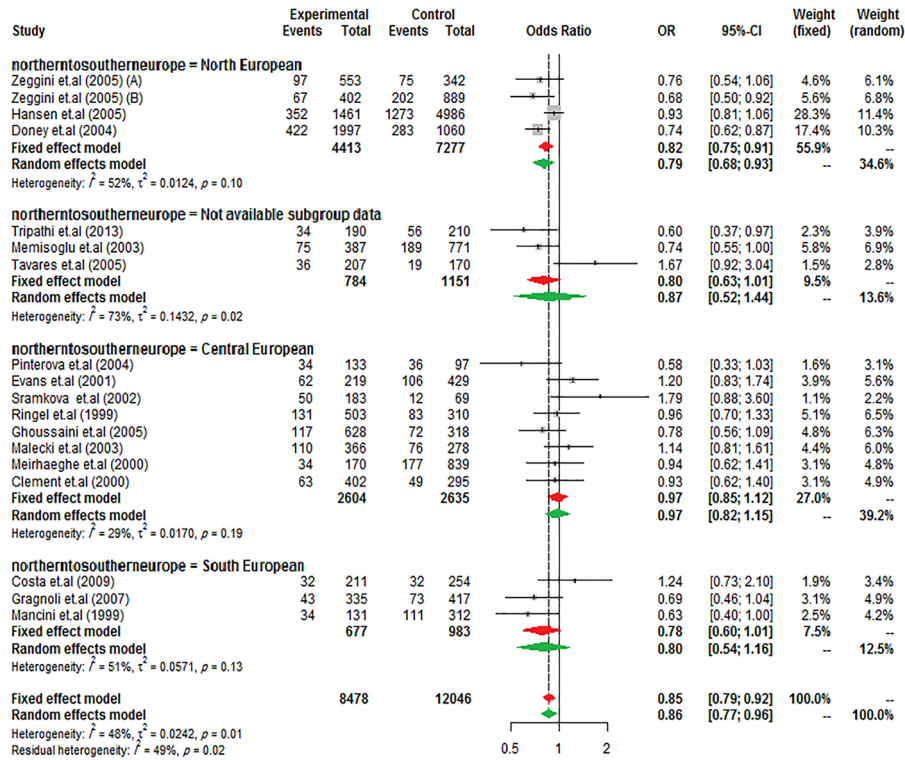 Experimental Control Weight Weight
Study Events Total Events Total Odds Ratio OR 95%-CI (fixed) (random)
northerntosoutherneurope = North European
Zeggini et.al (2005) (A) 97 553 75 342 0.76 [0.54; 1.06] 4.6% 6.1%
Zeggini et.al (2005) (B) 67 402 202 889 0.68 [0.50; 0.92] 5.6% 6.8%
Hansen et.al (2005) 352 1461 1273 4986 0.93 [0.81; 1.06] 28.3% 11.4%
Doney et.al (2004) 422 1997 283 1060 0.74 [0.62; 0.87] 17.4% 10.3%
Fixed effect model 4413 7277 0.82 [0.75; 0.91] 55.9% --
Random effects model 0.79 [0.68; 0.93] -- 34.6%
Heterogeneity: I² = 52%, τ² = 0.0124, p = 0.10
northerntosoutherneurope = Not available subgroup data
Tripathi et.al (2013) 34 190 56 210 0.60 [0.37; 0.97] 2.3% 3.9%
Memisoglu et.al (2003) 75 387 189 771 0.74 [0.55; 1.00] 5.8% 6.9%
Tavares et.al (2005) 36 207 19 170 1.67 [0.92; 3.04] 1.5% 2.8%
Fixed effect model 784 1151 0.80 [0.63; 1.01] 9.5% --
Random effects model 0.87 [0.52; 1.44] -- 13.6%
Heterogeneity: I² = 73%, τ² = 0.1432, p = 0.02
northerntosoutherneurope = Central European
Pinterova et.al (2004) 34 133 36 97 0.58 [0.33; 1.03] 1.6% 3.1%
Evans et.al (2001) 62 219 106 429 1.20 [0.83; 1.74] 3.9% 5.6%
Sramkova et.al (2002) 50 183 12 69 1.79 [0.88; 3.60] 1.1% 2.2%
Ringel et.al (1999) 131 503 83 310 0.96 [0.70; 1.33] 5.1% 6.5%
Ghoussaini et.al (2005) 117 628 72 318 0.78 [0.56; 1.09] 4.8% 6.3%
Malecki et.al (2003) 110 366 76 278 1.14 [0.81; 1.61] 4.4% 6.0%
Meirhaeghe et.al (2000) 34 170 177 839 0.94 [0.62; 1.41] 3.1% 4.8%
Clement et.al (2000) 63 402 49 295 0.93 [0.62; 1.40] 3.1% 4.9%
Fixed effect model 2604 2635 0.97 [0.85; 1.12] 27.0% --
Random effects model 0.97 [0.82; 1.15] -- 39.2%
Heterogeneity: I² = 29%, τ² = 0.0170, p = 0.19
northerntosoutherneurope = South European
Costa et.al (2009) 32 211 32 254 1.24 [0.73; 2.10] 1.9% 3.4%
Gragnoli et.al (2007) 43 335 73 417 0.69 [0.46; 1.04] 3.1% 4.9%
Mancini et.al (1999) 34 131 111 312 0.63 [0.40; 1.00] 2.5% 4.2%
Fixed effect model 677 983 0.78 [0.60; 1.01] 7.5% --
Random effects model 0.80 [0.54; 1.16] -- 12.5%
Heterogeneity: I² = 51%, τ² = 0.0571, p = 0.13
Fixed effect model 8478 12046 0.85 [0.79; 0.92] 100.0% --
Random effects model 0.86 [0.77; 0.96] -- 100.0%
Heterogeneity: I² = 48%, τ² = 0.0242, p = 0.01
Residual heterogeneity: I² = 49%, p = 0.02
0.5 1 2